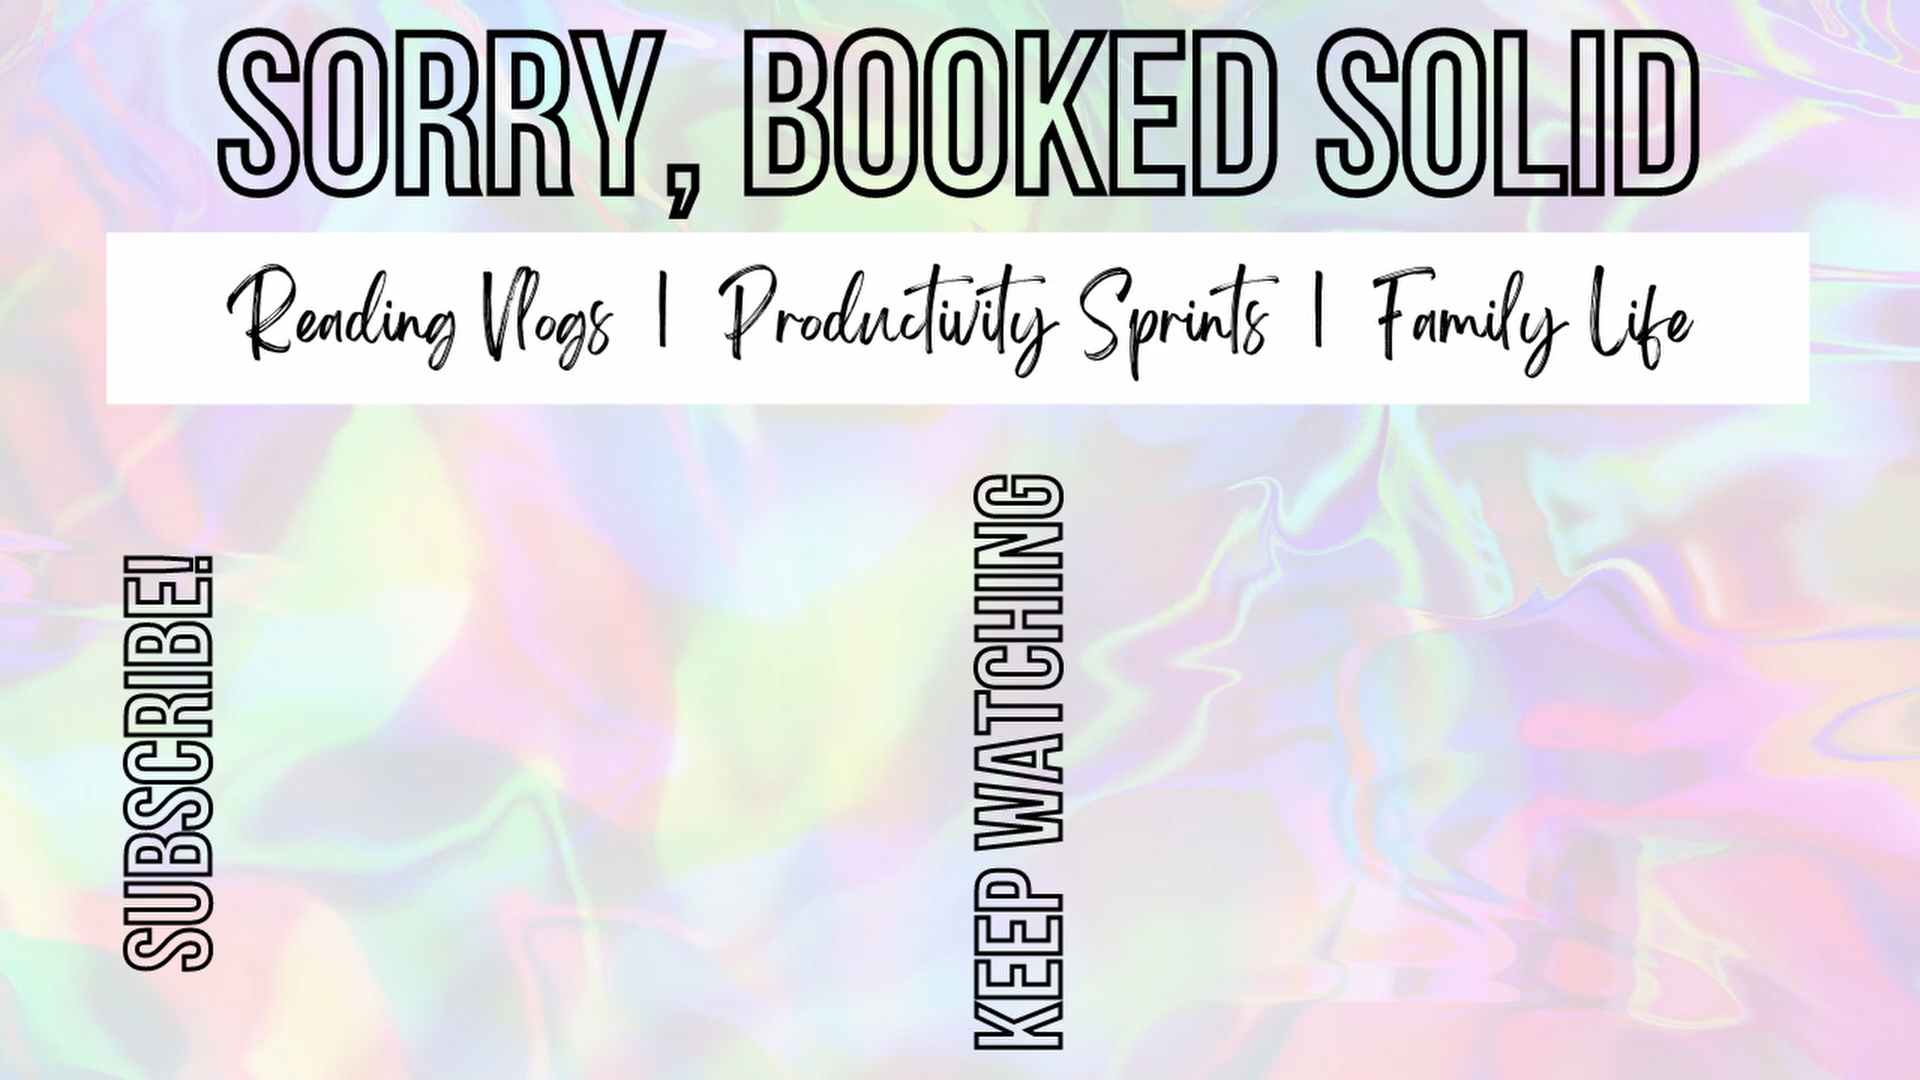 SORRY, BOOKED SOLID
Reading Vlogs | Productivity Sprints | Family Life
SUBSCRIBE!
KEEP WATCHING